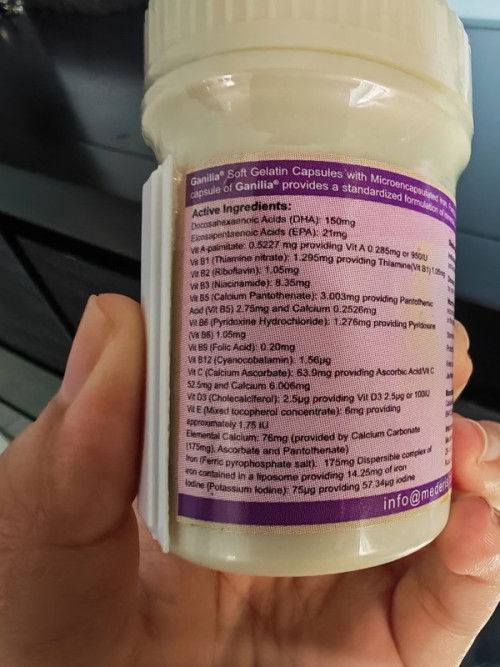 Ganilia® Soft Gelatin Capsules with Microencapsulated Iron
capsule of Ganilia® provides a standardized formulation of
Active Ingredients:
Docosahexaenoic Acids (DHA): 150mg
Eiosapentaenoic Acids (EPA): 21mg
Vit A-palmitate: 0.5227 mg providing Vit A 0.285mg or 950IU
Vit B1 (Thiamine nitrate): 1.295mg providing Thiamine(Vit B1) 1.05mg
Vit B2 (Riboflavin): 1.05mg
Vit B3 (Niacinamide): 8.35mg
Vit B5 (Calcium Pantothenate): 3.003mg providing Pantothenic
Acid (Vit B5) 2.75mg and Calcium 0.2526mg
Vit B6 (Pyridoxine Hydrochloride): 1.276mg providing Pyridoxine
(Vit B6) 1.05mg
Vit B9 (Folic Acid): 0.20mg
Vit B12 (Cyanocobalamin): 1.56µg
Vit C (Calcium Ascorbate): 63.9mg providing Ascorbic Acid/Vit C
52.5mg and Calcium 6.006mg
Vit D3 (Cholecalciferol): 2.5µg providing Vit D3 2.5µg or 100IU
Vit E (Mixed tocopherol concentrate): 6mg providing
approximately 1.75 IU
Elemental Calcium: 76mg (provided by Calcium Carbonate
(175mg), Ascorbate and Pantothenate)
Iron (Ferric pyrophosphate salt). 175mg Dispersible complex of
iron contained in a liposome providing 14.25mg of iron
Iodine (Potassium Iodine): 75µg providing 57.34µg iodine